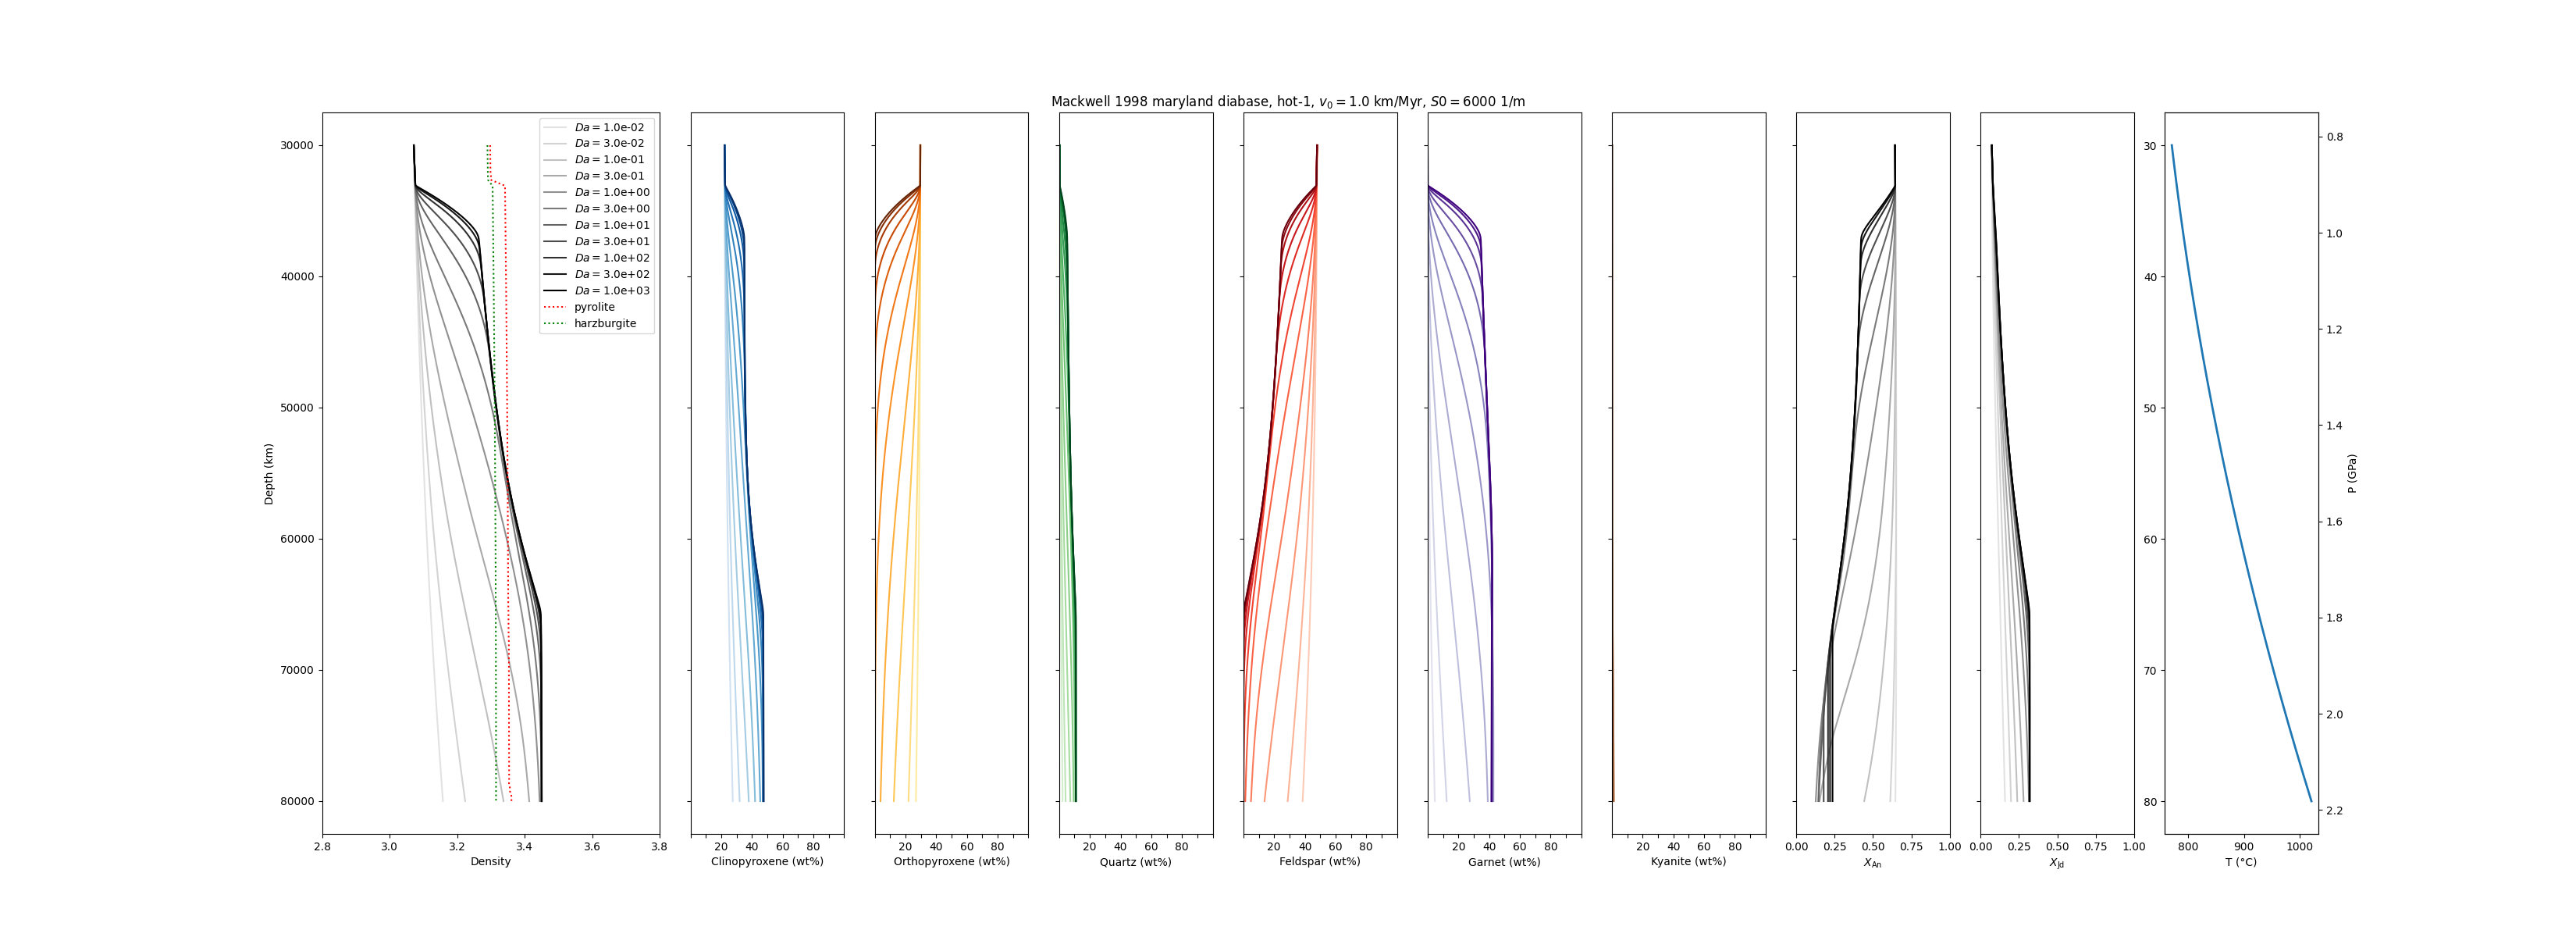 Mackwell 1998 maryland diabase, hot-1, v₀ = 1.0 km/Myr, S0 = 6000 1/m
Da = 1.0e-02
Da = 3.0e-02
Da = 1.0e-01
Da = 3.0e-01
Da = 1.0e+00
Da = 3.0e+00
Da = 1.0e+01
Da = 3.0e+01
Da = 1.0e+02
Da = 3.0e+02
Da = 1.0e+03
pyrolite
harzburgite
Depth (km)
30000
40000
50000
60000
70000
80000
2.8 3.0 3.2 3.4 3.6 3.8
Density
20 40 60 80
Clinopyroxene (wt%)
20 40 60 80
Orthopyroxene (wt%)
20 40 60 80
Quartz (wt%)
20 40 60 80
Feldspar (wt%)
20 40 60 80
Garnet (wt%)
20 40 60 80
Kyanite (wt%)
0.00 0.25 0.50 0.75 1.00
X_An
0.00 0.25 0.50 0.75 1.00
X_Jd
30
40
50
60
70
80
800 900 1000
T (°C)
0.8
1.0
1.2
1.4
1.6
1.8
2.0
2.2
P (GPa)